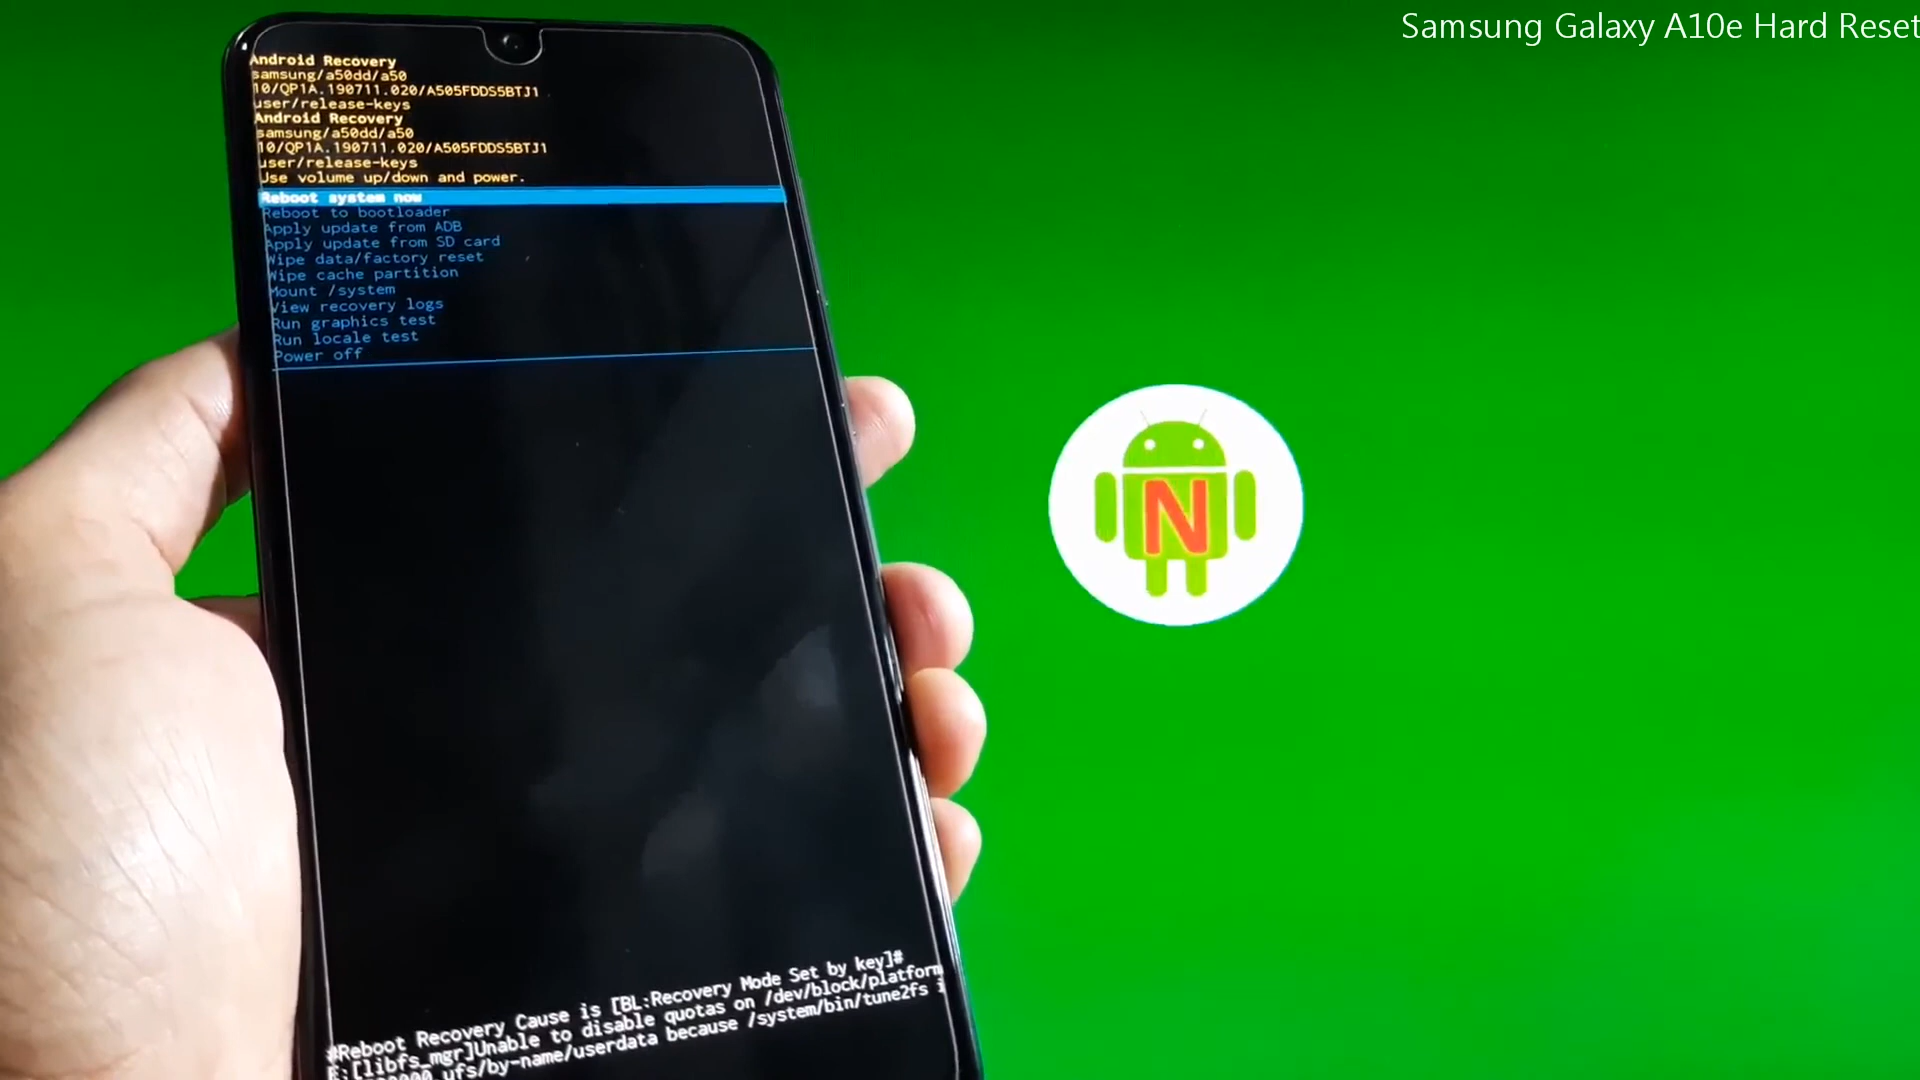 Samsung Galaxy A10e Hard Reset
Android Recovery
samsung/a50dd/a50
10/QP1A.190711.020/A505FDDS5BTJ1
user/release-keys
Android Recovery
samsung/a50dd/a50
10/QP1A.190711.020/A505FDDS5BTJ1
user/release-keys
Use volume up/down and power.
Reboot system now
Reboot to bootloader
Apply update from ADB
Apply update from SD card
Wipe data/factory reset
Wipe cache partition
Mount /system
View recovery logs
Run graphics test
Run locale test
Power off
N
#Reboot Recovery Cause is [BL:Recovery Mode Set by key]#
E:[libfs_mgr]Unable to disable quotas on /dev/block/platform
ufs/by-name/userdata because /system/bin/tune2fs i